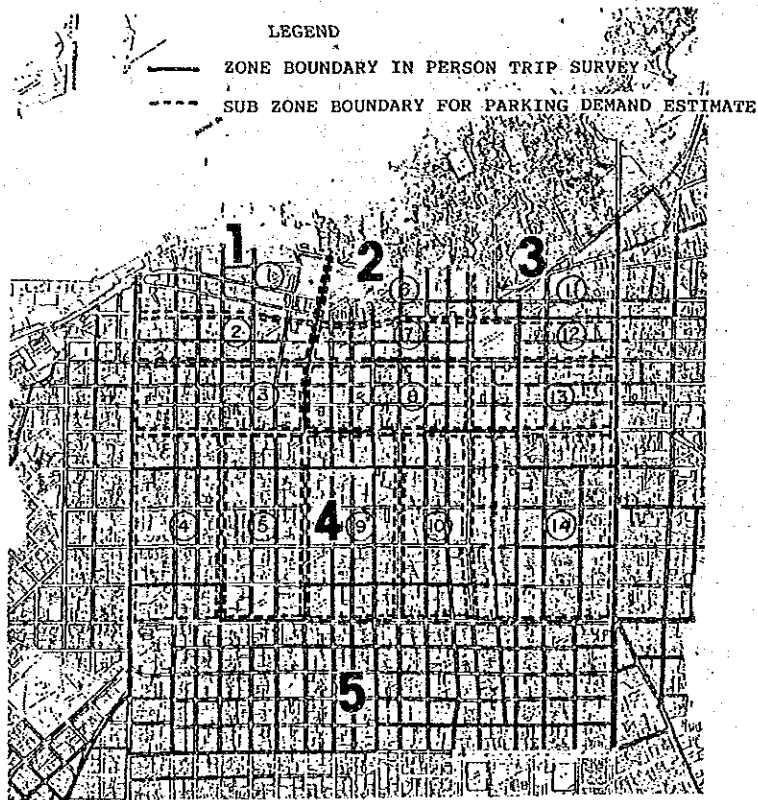 LEGEND
ZONE BOUNDARY IN PERSON TRIP SURVEY
SUB ZONE BOUNDARY FOR PARKING DEMAND ESTIMATE
1 2 3
1 6 11
2 7 12
3 8 13
4 5 4 9 10 14
5